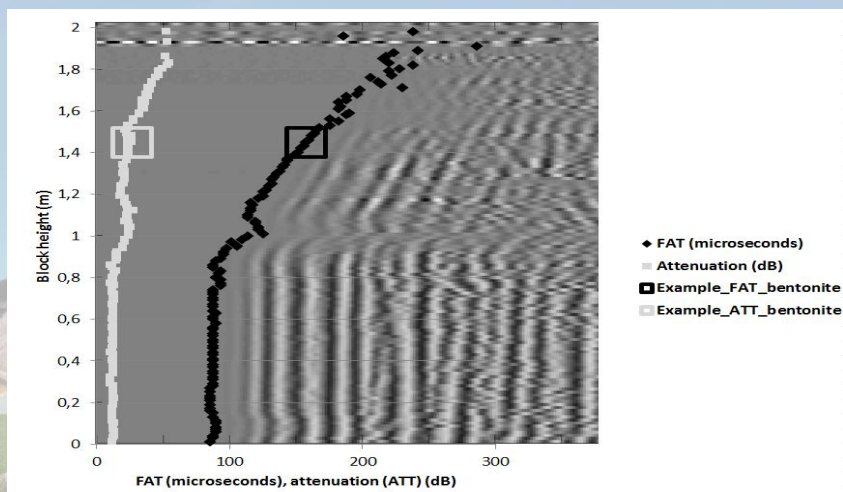 2
1,8
1,6
1,4
1,2
1
0,8
0,6
0,4
0,2
0
Block height (m)
0 100 200 300
FAT (microseconds), attenuation (ATT) (dB)
FAT (microseconds)
Attenuation (dB)
Example_FAT_bentonite
Example_ATT_bentonite